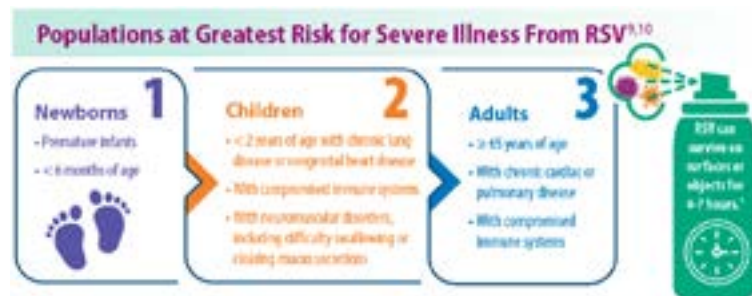 Populations at Greatest Risk for Severe Illness From RSV9,10
Newborns 1
• Premature infants
• < 6 months of age
Children 2
• < 2 years of age with chronic lung
disease or congenital heart disease
• With compromised immune systems
• With neuromuscular disorders,
including difficulty swallowing or
clearing mucus secretions
Adults 3
• ≥ 65 years of age
• With chronic cardiac or
pulmonary disease
• With compromised
immune systems
RSV can
survive on
surfaces or
objects for
hours.